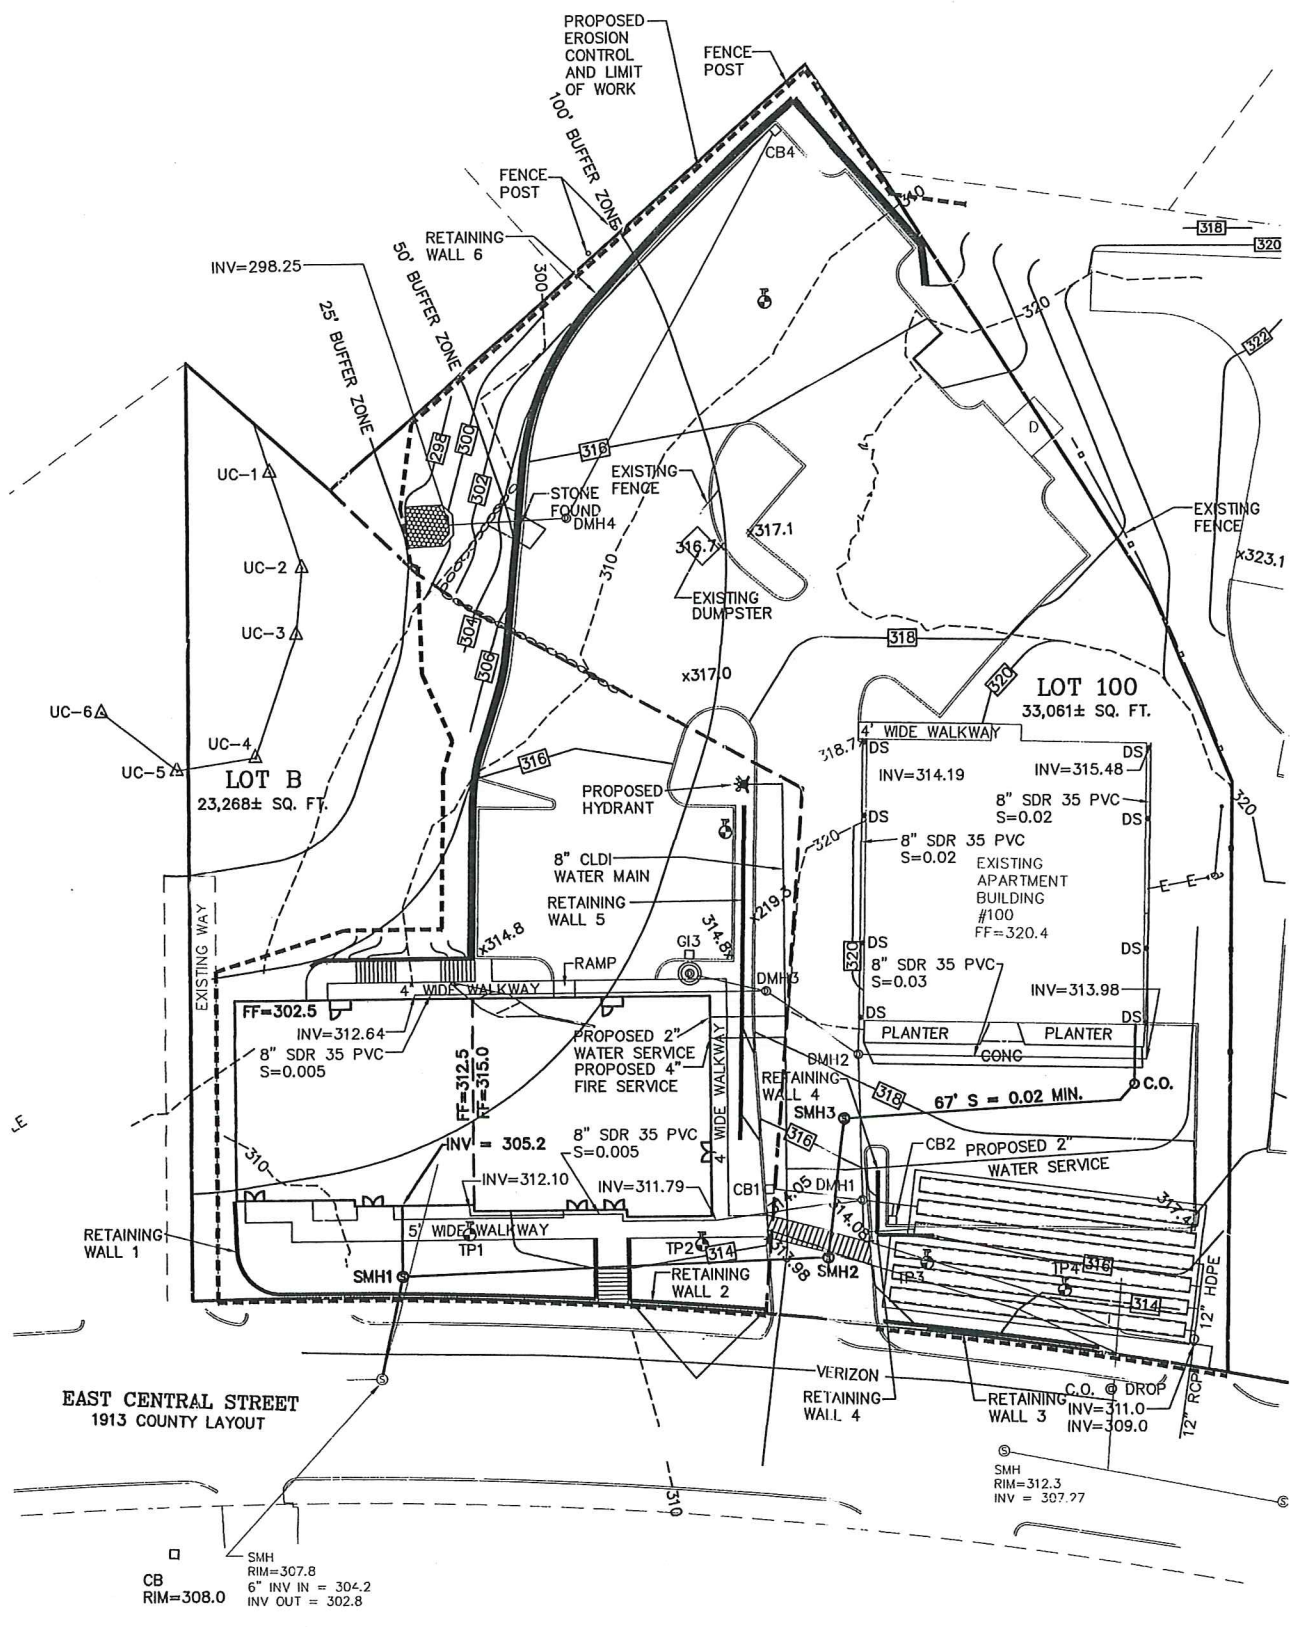 PROPOSED
EROSION
CONTROL
AND LIMIT
OF WORK
FENCE
POST
100' BUFFER ZONE
CB4
FENCE
POST
340
318
320
RETAINING
WALL 6
INV=298.25
50' BUFFER ZONE
300
25' BUFFER ZONE
320
322
298
300
302
316
D
UC-1
EXISTING
FENCE
STONE
FOUND
DMH4
EXISTING
FENCE
x317.1
316.7x
x323.1
UC-2
310
EXISTING
DUMPSTER
UC-3
304
306
318
x317.0
320
LOT 100
33,061± SQ. FT.
UC-6
UC-4
UC-5
LOT B
23,268± SQ. FT.
316
4' WIDE WALKWAY
318.7
DS
DS
INV=314.19
INV=315.48
PROPOSED
HYDRANT
8" SDR 35 PVC
S=0.02
320
DS
DS
320
8" SDR 35 PVC
S=0.02
8" CLDI
WATER MAIN
EXISTING
APARTMENT
BUILDING
#100
FF=320.4
E E
RETAINING
WALL 5
x219.3
314.8x
x314.8
EXISTING WAY
GI3
RAMP
320
DS
DS
8" SDR 35 PVC
S=0.03
DMH3
INV=313.98
4' WIDE WALKWAY
FF=302.5
INV=312.64
8" SDR 35 PVC
S=0.005
FF=312.5
FF=315.0
PROPOSED 2"
WATER SERVICE
PROPOSED 4"
FIRE SERVICE
4' WIDE WALKWAY
DS
DS
PLANTER
PLANTER
CONC
DMH2
RETAINING
WALL 4
C.O.
318
67' S = 0.02 MIN.
SMH3
E
310
INV = 305.2
8" SDR 35 PVC
S=0.005
316
CB2
PROPOSED 2"
WATER SERVICE
INV=312.10
INV=311.79
CB1
314.05
DMH1
314.08
317.4
RETAINING
WALL 1
5' WIDE WALKWAY
TP1
TP2
314
313.98
SMH1
SMH2
TP3
TP4
316
314
12" HDPE
RETAINING
WALL 2
VERIZON
EAST CENTRAL STREET
1913 COUNTY LAYOUT
RETAINING
WALL 4
RETAINING
WALL 3
C.O. @ DROP
INV=311.0
INV=309.0
12" RCP
310
SMH
RIM=312.3
INV = 307.27
CB
RIM=308.0
SMH
RIM=307.8
6" INV IN = 304.2
INV OUT = 302.8